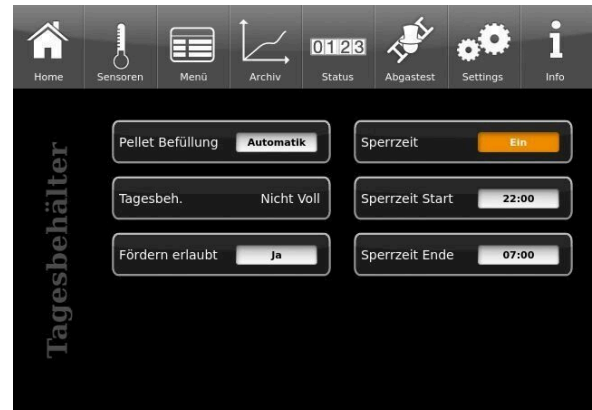 0123
Home
Sensoren
Menü
Archiv
Status
Abgastest
Settings
Info
Tagesbehälter
Pellet Befüllung Automatik
Sperrzeit Ein
Tagesbeh. Nicht Voll
Sperrzeit Start 22:00
Fördern erlaubt Ja
Sperrzeit Ende 07:00